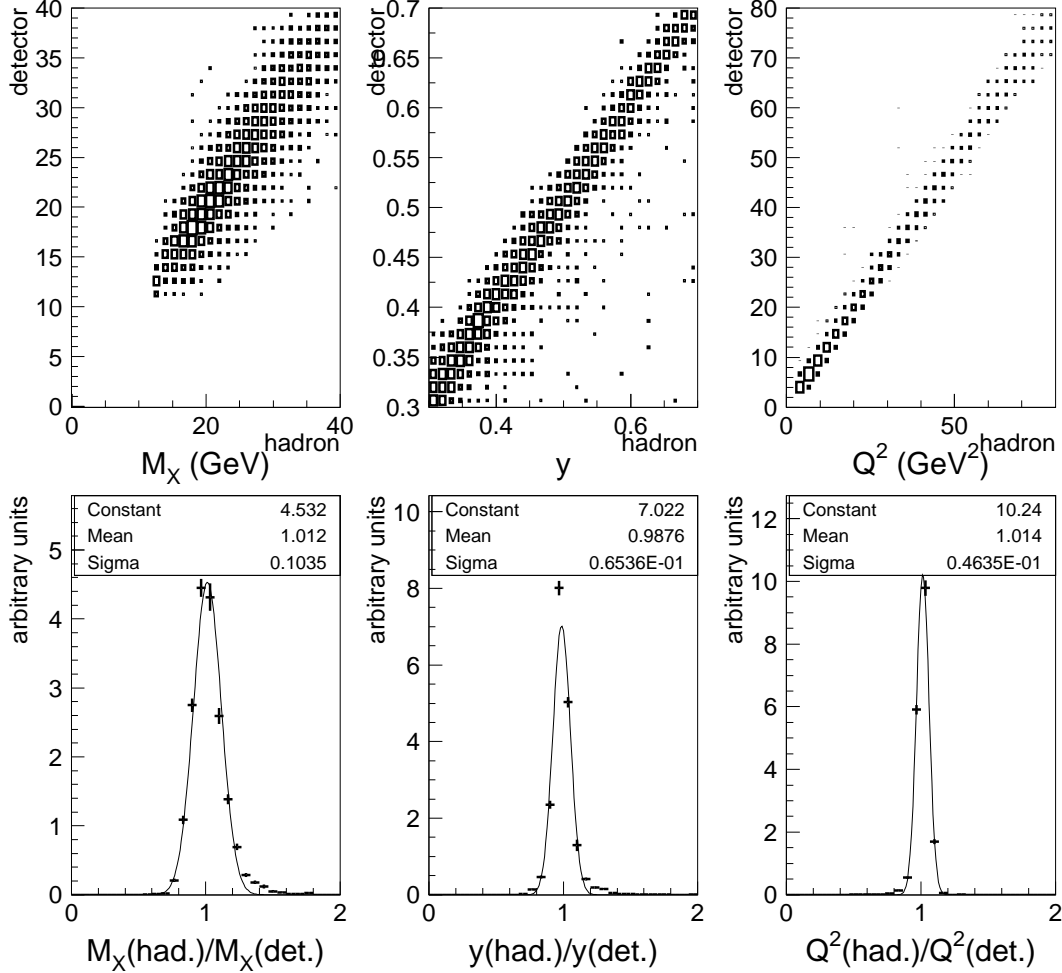 detector
40
35
30
25
20
15
10
5
0
0
20
40
hadron
M_X (GeV)
detector
0.7
0.65
0.6
0.55
0.5
0.45
0.4
0.35
0.3
0.4
0.6
hadron
y
detector
80
70
60
50
40
30
20
10
0
0
50
hadron
Q² (GeV²)
arbitrary units
5
4
3
2
1
0
Constant 4.532
Mean 1.012
Sigma 0.1035
0
1
2
M_X(had.)/M_X(det.)
arbitrary units
10
8
6
4
2
0
Constant 7.022
Mean 0.9876
Sigma 0.6536E-01
0
1
2
y(had.)/y(det.)
arbitrary units
12
10
8
6
4
2
0
Constant 10.24
Mean 1.014
Sigma 0.4635E-01
0
1
2
Q²(had.)/Q²(det.)